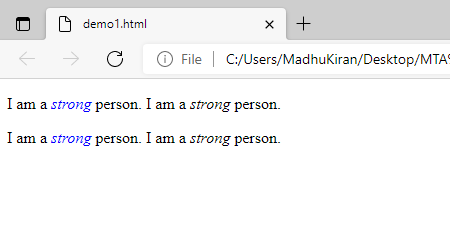 demo1.html
File | C:/Users/MadhuKiran/Desktop/MTA
I am a strong person. I am a strong person.
I am a strong person. I am a strong person.